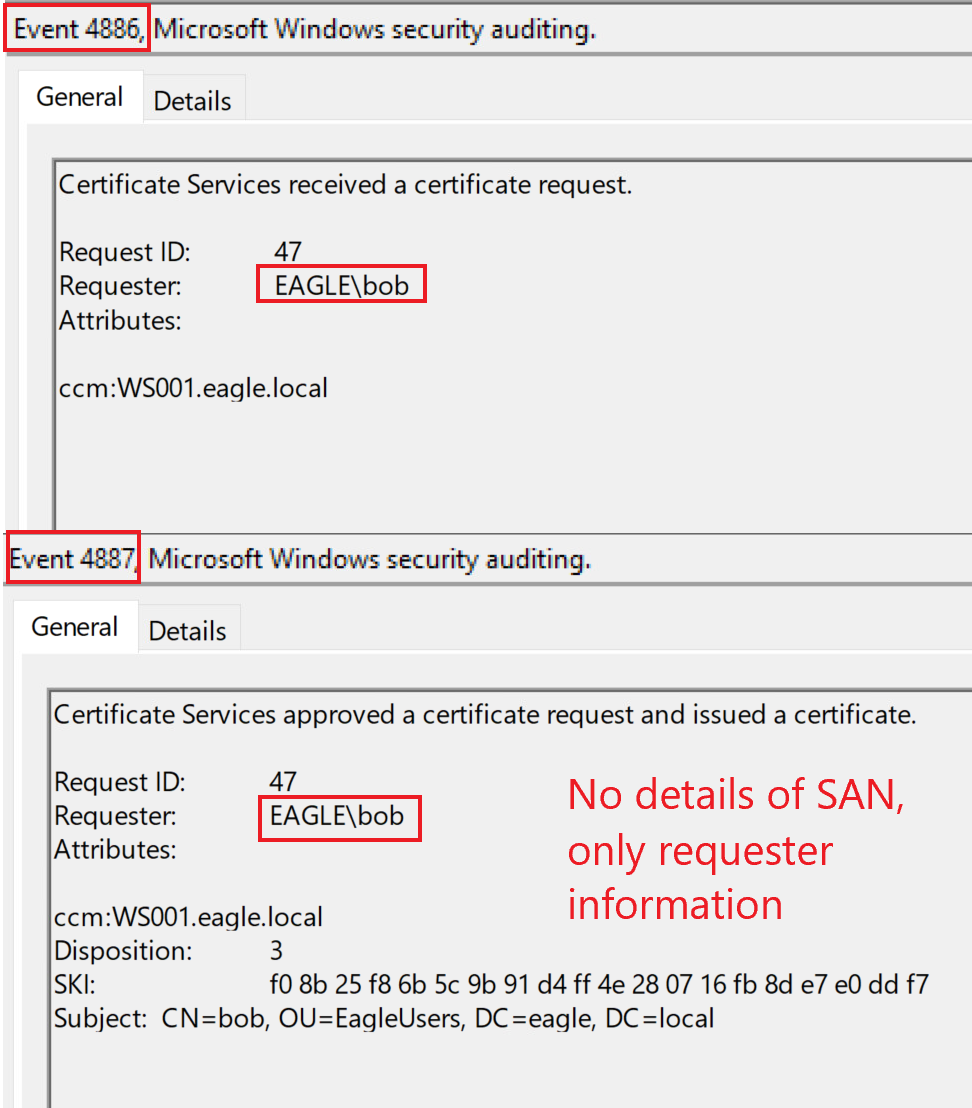 Event 4886, Microsoft Windows security auditing.
General Details
Certificate Services received a certificate request.
Request ID: 47
Requester: EAGLE\bob
Attributes:
ccm:WS001.eagle.local
Event 4887, Microsoft Windows security auditing.
General Details
Certificate Services approved a certificate request and issued a certificate.
Request ID: 47
Requester: EAGLE\bob
Attributes:
ccm:WS001.eagle.local
Disposition: 3
SKI: f0 8b 25 f8 6b 5c 9b 91 d4 ff 4e 28 07 16 fb 8d e7 e0 dd f7
Subject: CN=bob, OU=EagleUsers, DC=eagle, DC=local
No details of SAN,
only requester
information